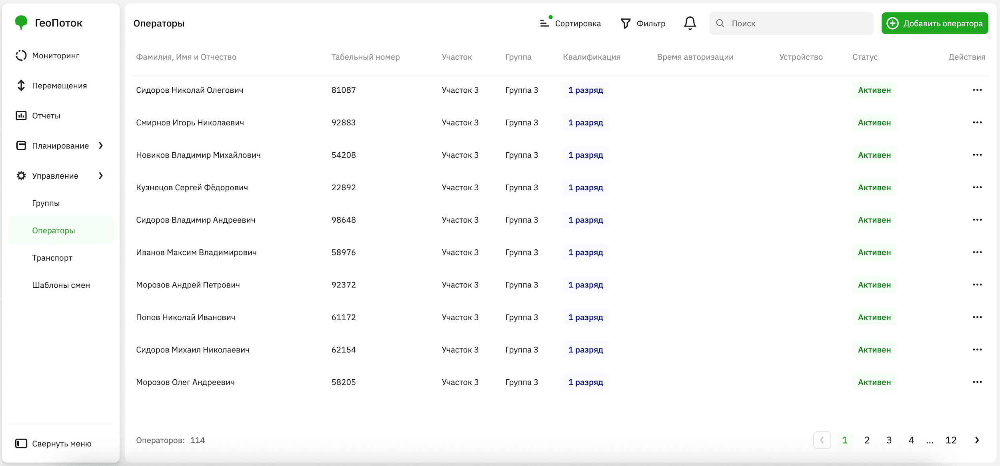 ГеоПоток
Мониторинг
Перемещения
Отчеты
Планирование
Управление
Группы
Операторы
Транспорт
Шаблоны смен
Свернуть меню
Операторы Сортировка Фильтр Поиск Добавить оператора
Фамилия, Имя и Отчество Табельный номер Участок Группа Квалификация Время авторизации Устройство Статус Действия
Сидоров Николай Олегович 81087 Участок 3 Группа 3 1 разряд Активен
Смирнов Игорь Николаевич 92883 Участок 3 Группа 3 1 разряд Активен
Новиков Владимир Михайлович 54208 Участок 3 Группа 3 1 разряд Активен
Кузнецов Сергей Фёдорович 22892 Участок 3 Группа 3 1 разряд Активен
Сидоров Владимир Андреевич 98648 Участок 3 Группа 3 1 разряд Активен
Иванов Максим Владимирович 58976 Участок 3 Группа 3 1 разряд Активен
Морозов Андрей Петрович 92372 Участок 3 Группа 3 1 разряд Активен
Попов Николай Иванович 61172 Участок 3 Группа 3 1 разряд Активен
Сидоров Михаил Николаевич 62154 Участок 3 Группа 3 1 разряд Активен
Морозов Олег Андреевич 58205 Участок 3 Группа 3 1 разряд Активен
Операторов: 114 1 2 3 4 ... 12